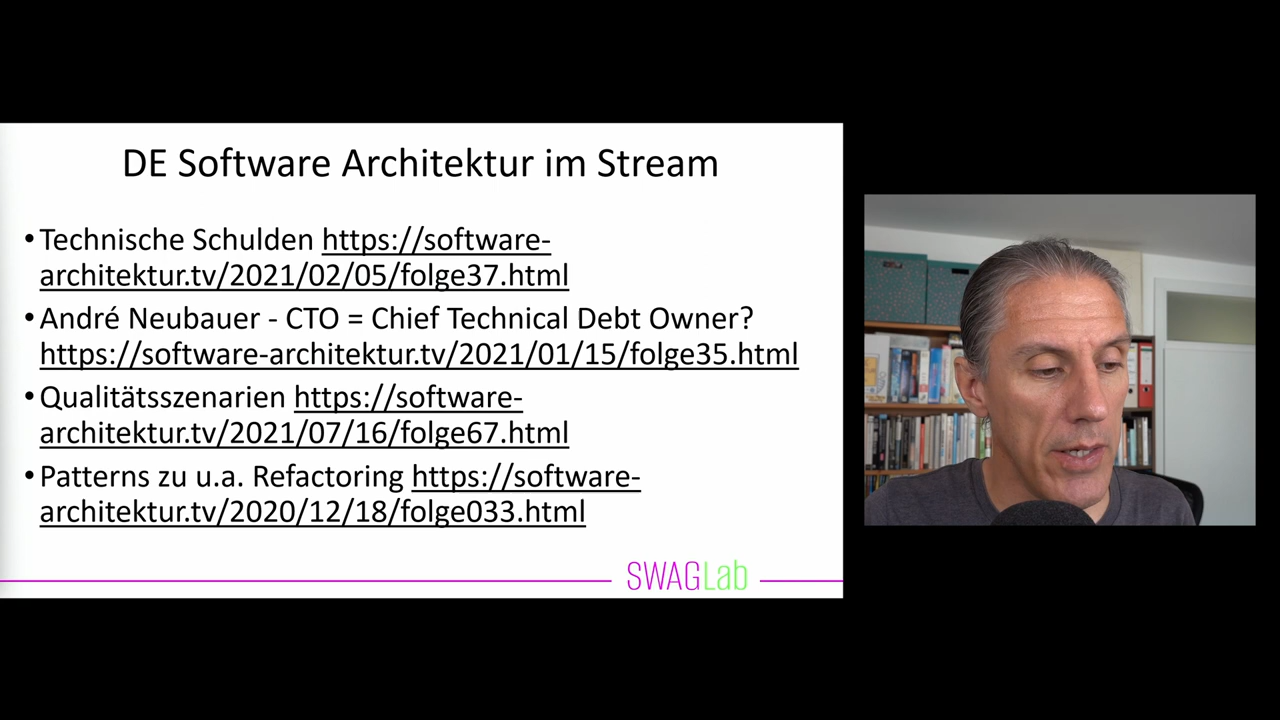 DE Software Architektur im Stream
•Technische Schulden https://software-
architektur.tv/2021/02/05/folge37.html
•André Neubauer - CTO = Chief Technical Debt Owner?
https://software-architektur.tv/2021/01/15/folge35.html
•Qualitätsszenarien https://software-
architektur.tv/2021/07/16/folge67.html
•Patterns zu u.a. Refactoring https://software-
architektur.tv/2020/12/18/folge033.html
SWAGLab